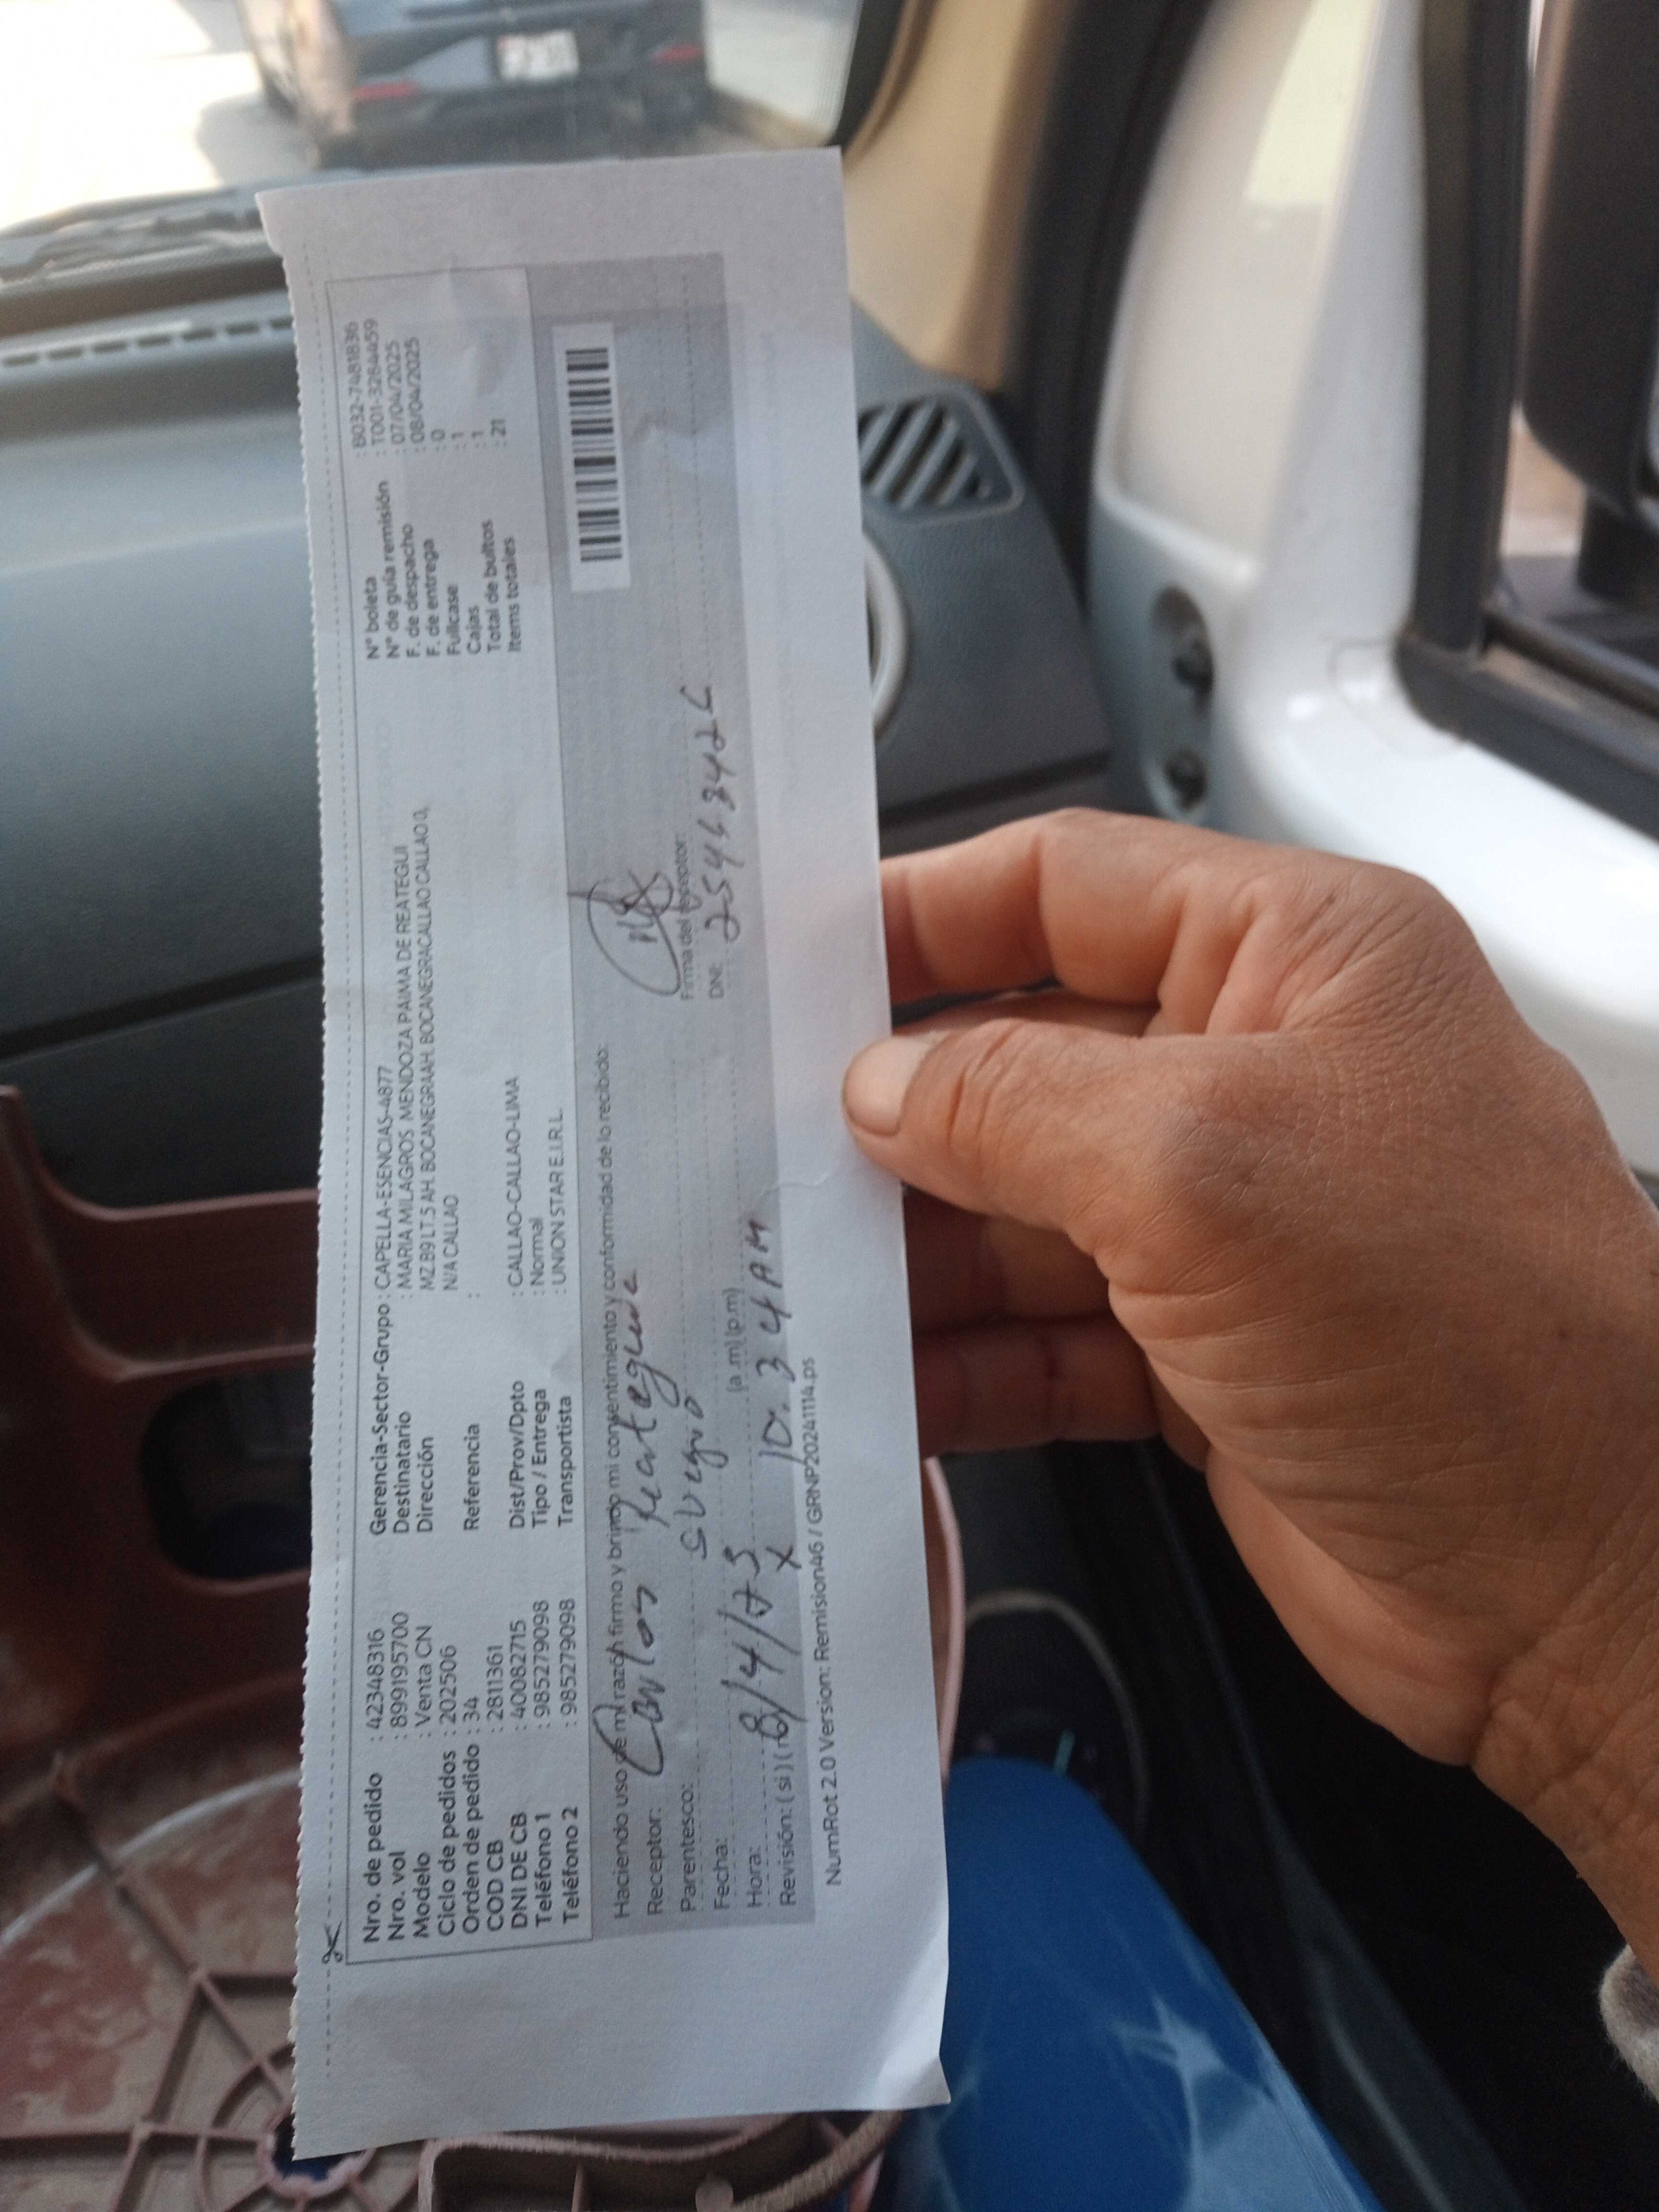 Nro. de pedido : 42348316
Nro. vol : 899195700
Modelo : Venta CN
Ciclo de pedidos : 202506
Orden de pedido : 34
COD CB : 2811361
DNI DE CB : 40082715
Teléfono 1 : 985279098
Teléfono 2 : 985279098
Gerencia-Sector-Grupo : CAPELLA-ESENCIAS-4877
Destinatario : MARIA MILAGROS MENDOZA PAIMA DE REATEGUI
Dirección MZ B9 LT 5 AH. BOCANEGRAAH. BOCANEGRACALLAO CALLAO 0,
N/A CALLAO
Referencia :
Dist/Prov/Dpto : CALLAO-CALLAO-LIMA
Tipo / Entrega : Normal
Transportista : UNION STAR E.I.R.L.
N° boleta : B032-7481836
N° de guía remisión : T001-3284459
F. de despacho : 07/04/2025
F. de entrega : 08/04/2025
Fullcase : 0
Cajas : 1
Total de bultos : 1
Items totales : 21
Haciendo uso de mi razón firmo y brindo mi consentimiento y conformidad de lo recibido:
Receptor: Carlos
Parentesco: suegro
Fecha: 8/4/
Hora: 10.34 AM (a.m) (p.m)
Revisión: ( si ) ( X
Firma del receptor:
DNI:
NumRot 2.0 Version: Remision46 / GRNP20241114.ps